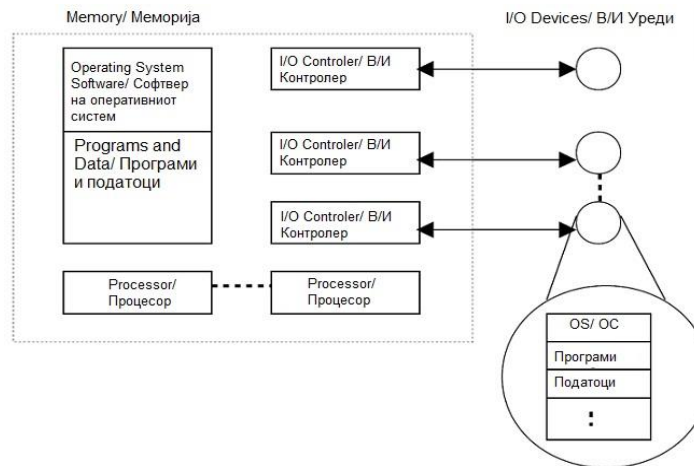 Memory/ Меморија
I/O Devices/ В/И Уреди
Operating System
Software/ Софтвер
на оперативниот
систем
Programs and
Data/ Програми
и податоци
I/O Controler/ В/И
Контролер
I/O Controler/ В/И
Контролер
I/O Controler/ В/И
Контролер
Processor/
Процесор
Processor/
Процесор
OS/ ОС
Програми
Податоци